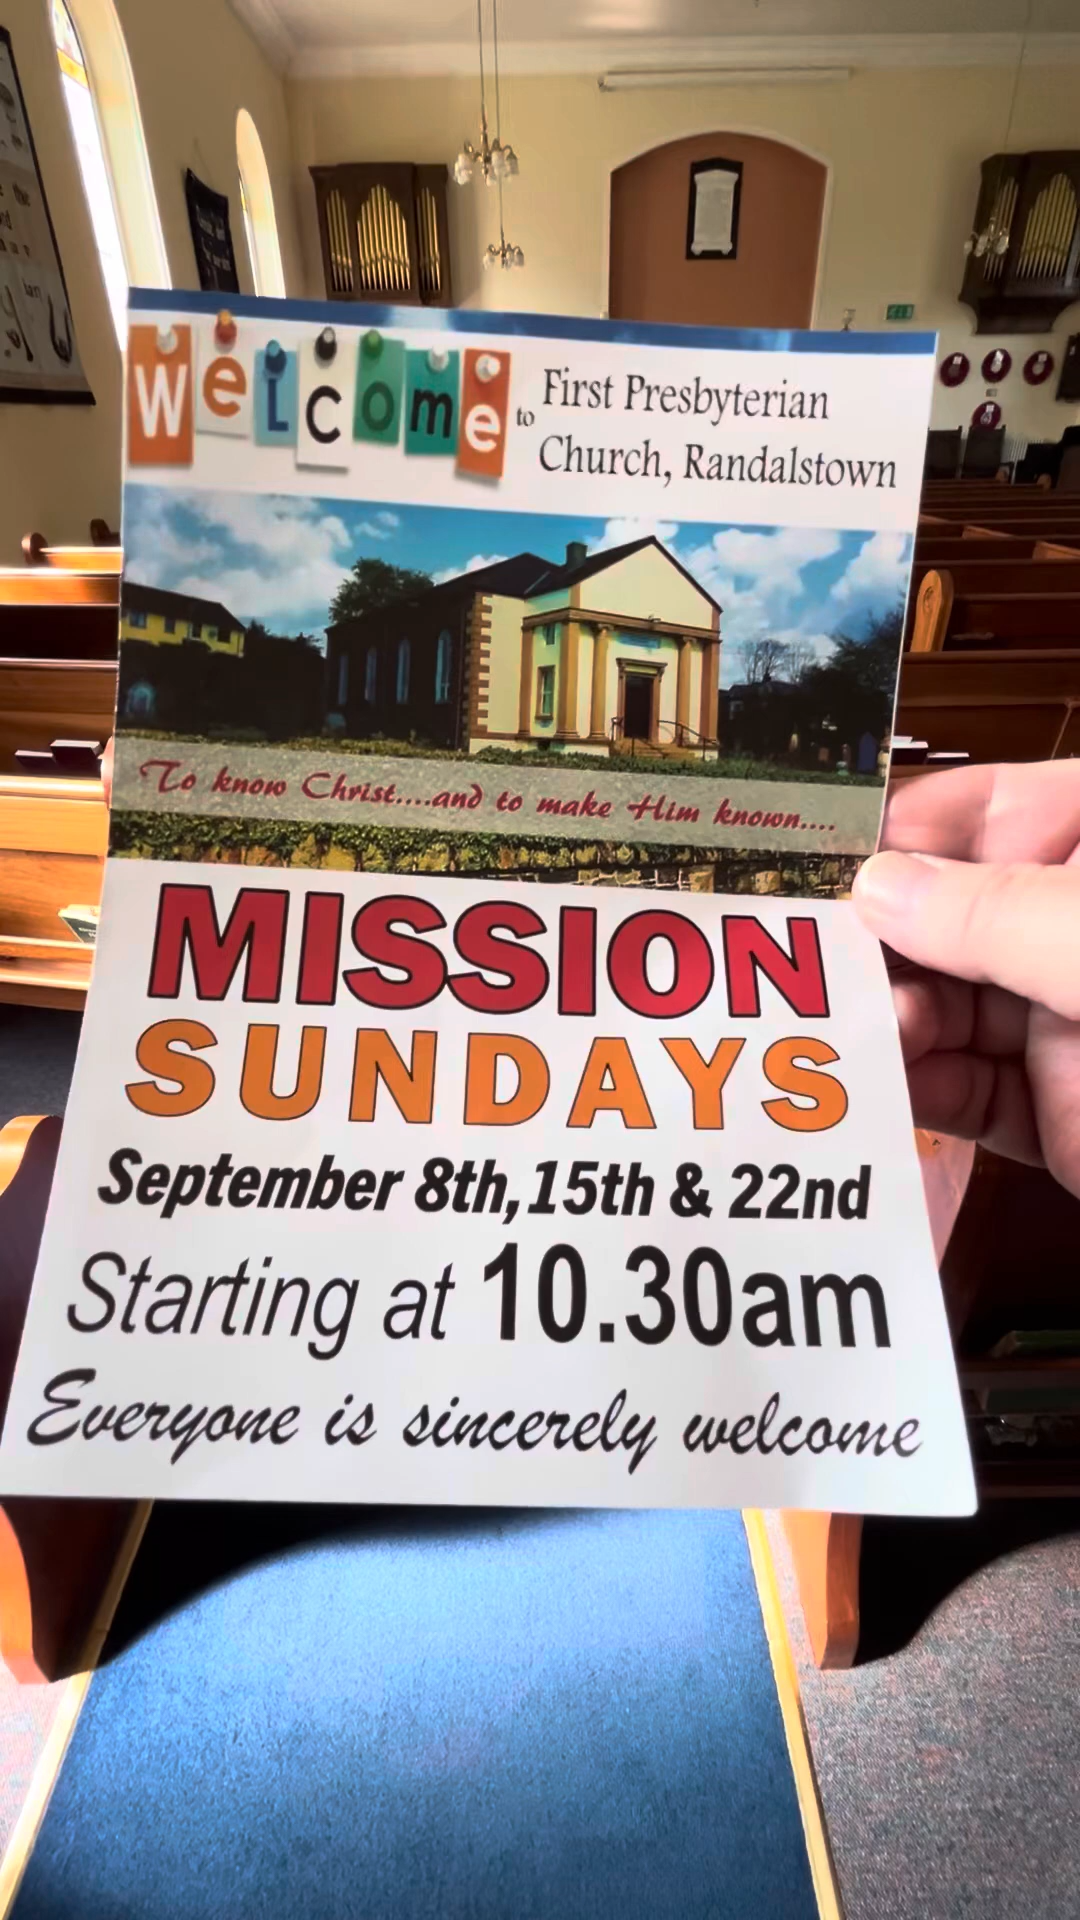 Welcome to
First Presbyterian
Church, Randalstown
To know Christ....and to make Him known....
MISSION
SUNDAYS
September 8th, 15th & 22nd
Starting at 10.30am
Everyone is sincerely welcome